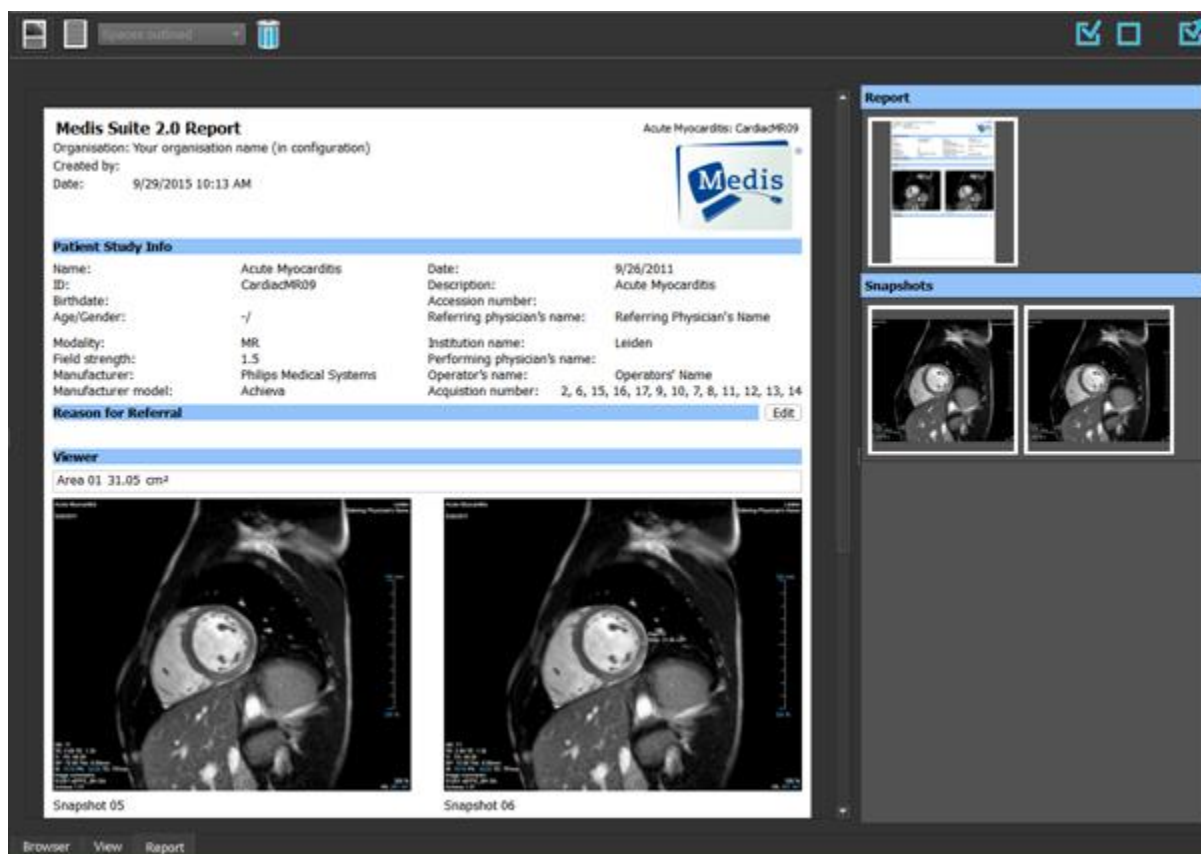 Spaces outlined
Medis Suite 2.0 Report
Acute Myocarditis: CardiacMR09
Organisation: Your organisation name (in configuration)
Created by:
Date: 9/29/2015 10:13 AM
Medis
Patient Study Info
Name: Acute Myocarditis Date: 9/26/2011
ID: CardiacMR09 Description: Acute Myocarditis
Birthdate: Accession number:
Age/Gender: -/ Referring physician's name: Referring Physician's Name
Modality: MR Institution name: Leiden
Field strength: 1.5 Performing physician's name:
Manufacturer: Philips Medical Systems Operator's name: Operators' Name
Manufacturer model: Achieva Acquistion number: 2, 6, 15, 16, 17, 9, 10, 7, 8, 11, 12, 13, 14
Reason for Referral Edit
Viewer
Area 01 31.05 cm²
Snapshot 05 Snapshot 06
Report
Snapshots
Browser View Report